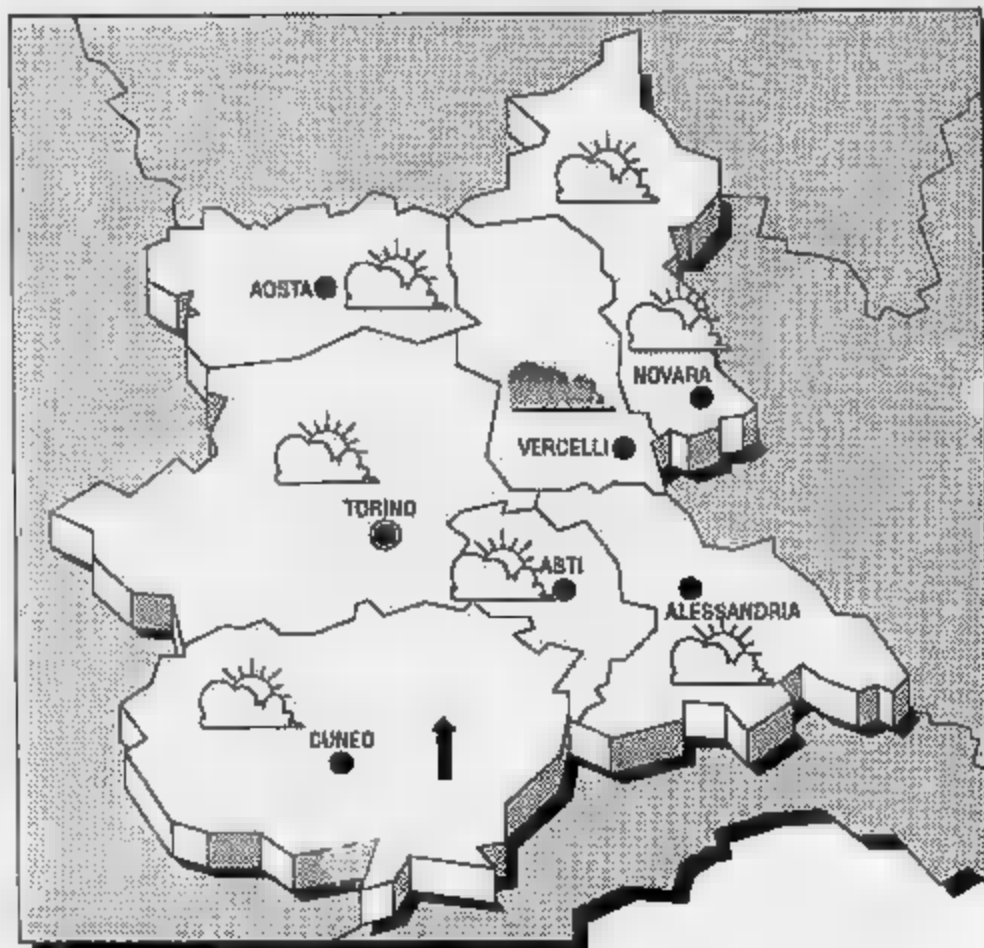 AOSTA
NOVARA
VERCELLI
TORINO
ASTI
ALESSANDRIA
CUNEO